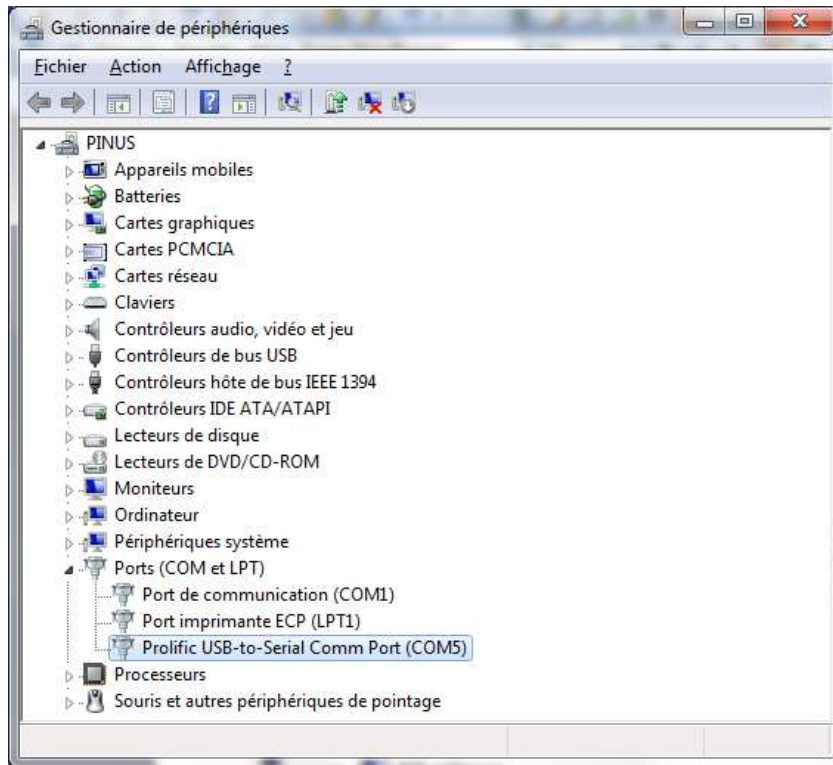 Gestionnaire de périphériques
Fichier Action Affichage ?
PINUS
Appareils mobiles
Batteries
Cartes graphiques
Cartes PCMCIA
Cartes réseau
Claviers
Contrôleurs audio, vidéo et jeu
Contrôleurs de bus USB
Contrôleurs hôte de bus IEEE 1394
Contrôleurs IDE ATA/ATAPI
Lecteurs de disque
Lecteurs de DVD/CD-ROM
Moniteurs
Ordinateur
Périphériques système
Ports (COM et LPT)
Port de communication (COM1)
Port imprimante ECP (LPT1)
Prolific USB-to-Serial Comm Port (COM5)
Processeurs
Souris et autres périphériques de pointage